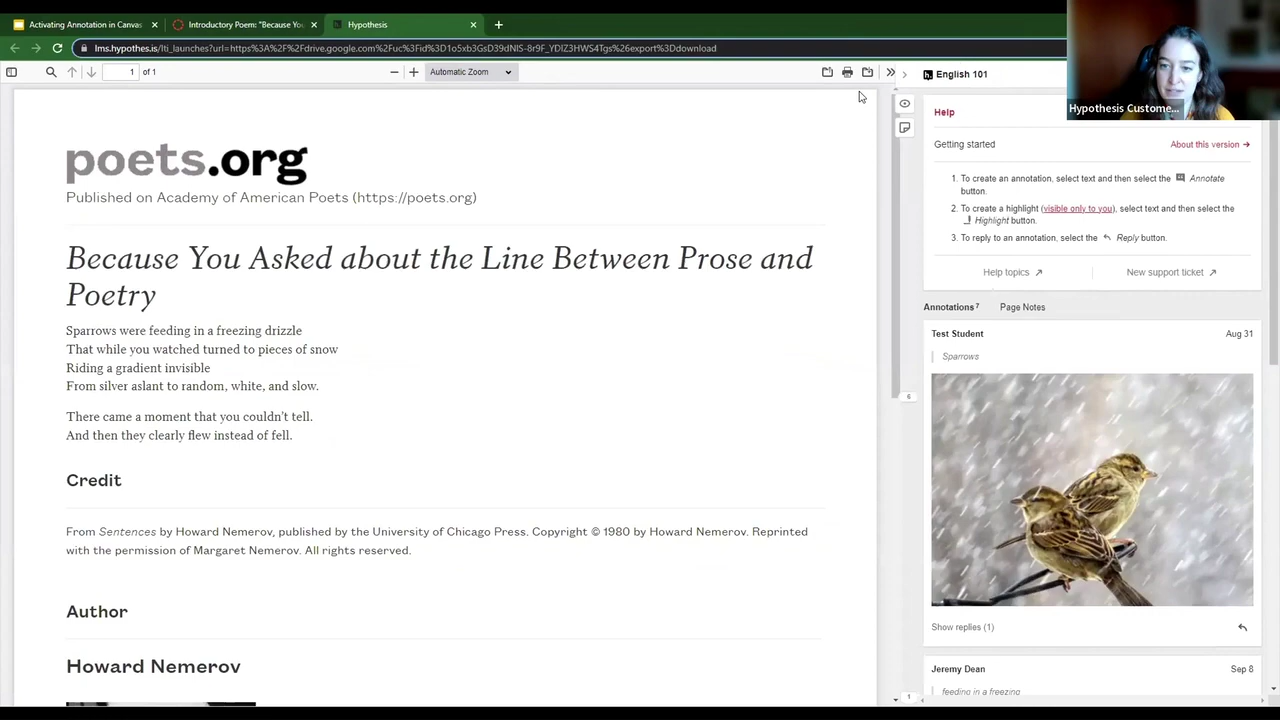 Activating Annotation in Canvas
Introductory Poem: "Because You
Hypothesis
lms.hypothes.is/lti_launches?url=https%3A%2F%2Fdrive.google.com%2Fuc%3Fid%3D1o5xb3GsD39dNIS-8r9F_YDIZ3HWS4Tgs%26export%3Ddownload
1 of 1
Automatic Zoom
English 101
Hypothesis Custome...
poets.org
Published on Academy of American Poets (https://poets.org)
Because You Asked about the Line Between Prose and
Poetry
Sparrows were feeding in a freezing drizzle
That while you watched turned to pieces of snow
Riding a gradient invisible
From silver aslant to random, white, and slow.
There came a moment that you couldn't tell.
And then they clearly flew instead of fell.
Credit
From Sentences by Howard Nemerov, published by the University of Chicago Press. Copyright © 1980 by Howard Nemerov. Reprinted
with the permission of Margaret Nemerov. All rights reserved.
Author
Howard Nemerov
6
1
Help
Getting started
About this version
1. To create an annotation, select text and then select the Annotate
button.
2. To create a highlight (visible only to you), select text and then select the
Highlight button.
3. To reply to an annotation, select the Reply button.
Help topics
New support ticket
Annotations 7 Page Notes
Test Student Aug 31
Sparrows
Show replies (1)
Jeremy Dean Sep 8
feeding in a freezing